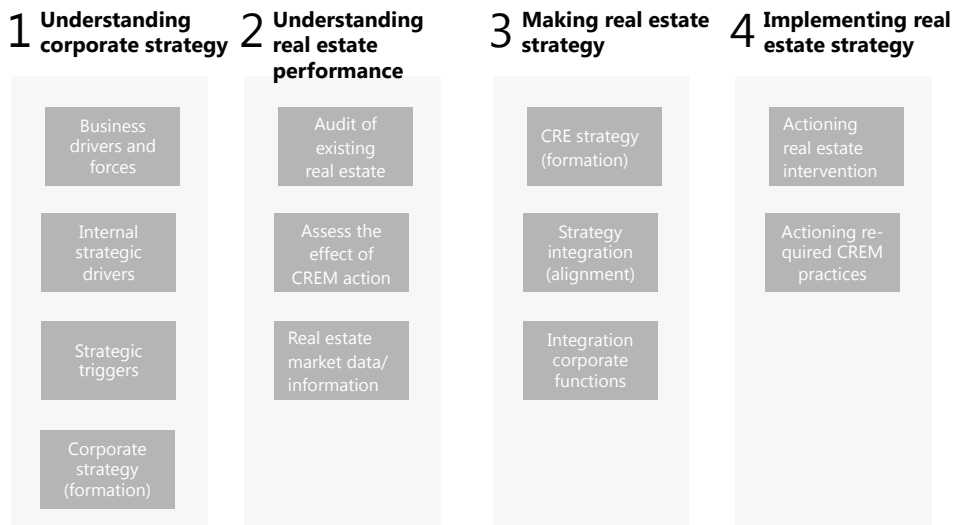 1 Understanding
corporate strategy
Business
drivers and
forces
Internal
strategic
drivers
Strategic
triggers
Corporate
strategy
(formation)
2 Understanding
real estate
performance
Audit of
existing
real estate
Assess the
effect of
CREM action
Real estate
market data/
information
3 Making real estate
strategy
CRE strategy
(formation)
Strategy
integration
(alignment)
Integration
corporate
functions
4 Implementing real
estate strategy
Actioning
real estate
intervention
Actioning re-
quired CREM
practices